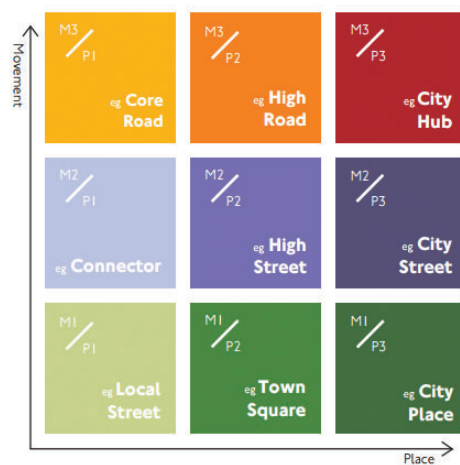 Movement
M3
P1
eg Core
Road
M3
P2
eg High
Road
M3
P3
eg City
Hub
M2
P1
eg Connector
M2
P2
eg High
Street
M2
P3
eg City
Street
M1
P1
eg Local
Street
M1
P2
eg Town
Square
M1
P3
eg City
Place
Place